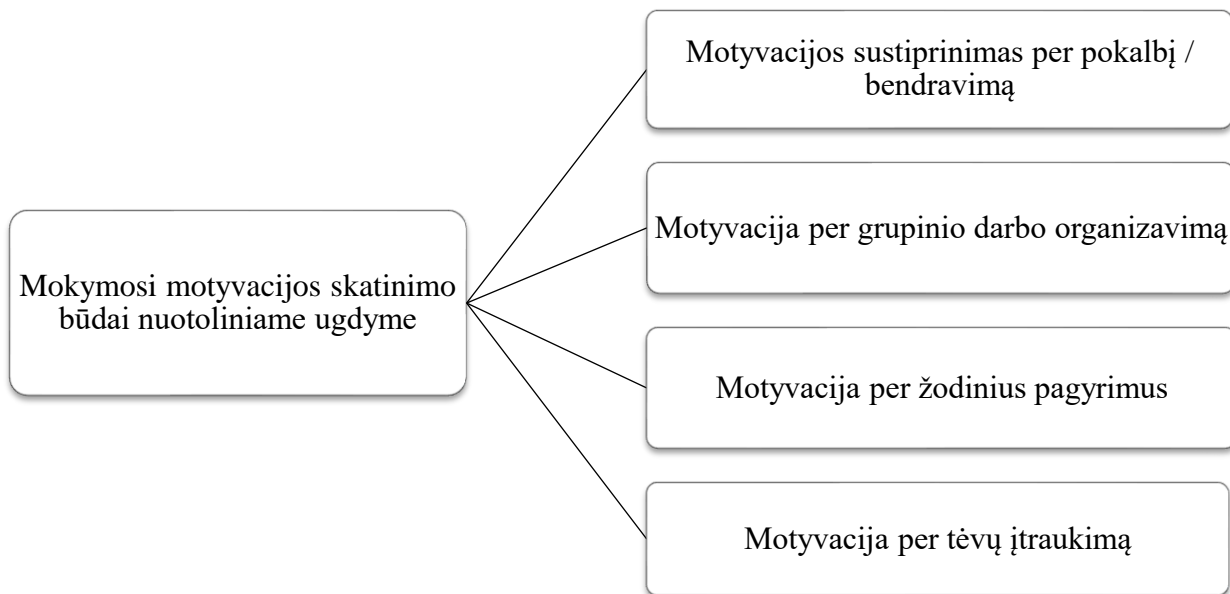 Mokymosi motyvacijos skatinimo
būdai nuotoliniame ugdyme
Motyvacijos sustiprinimas per pokalbį /
bendravimą
Motyvacija per grupinio darbo organizavimą
Motyvacija per žodinius pagyrimus
Motyvacija per tėvų įtraukimą